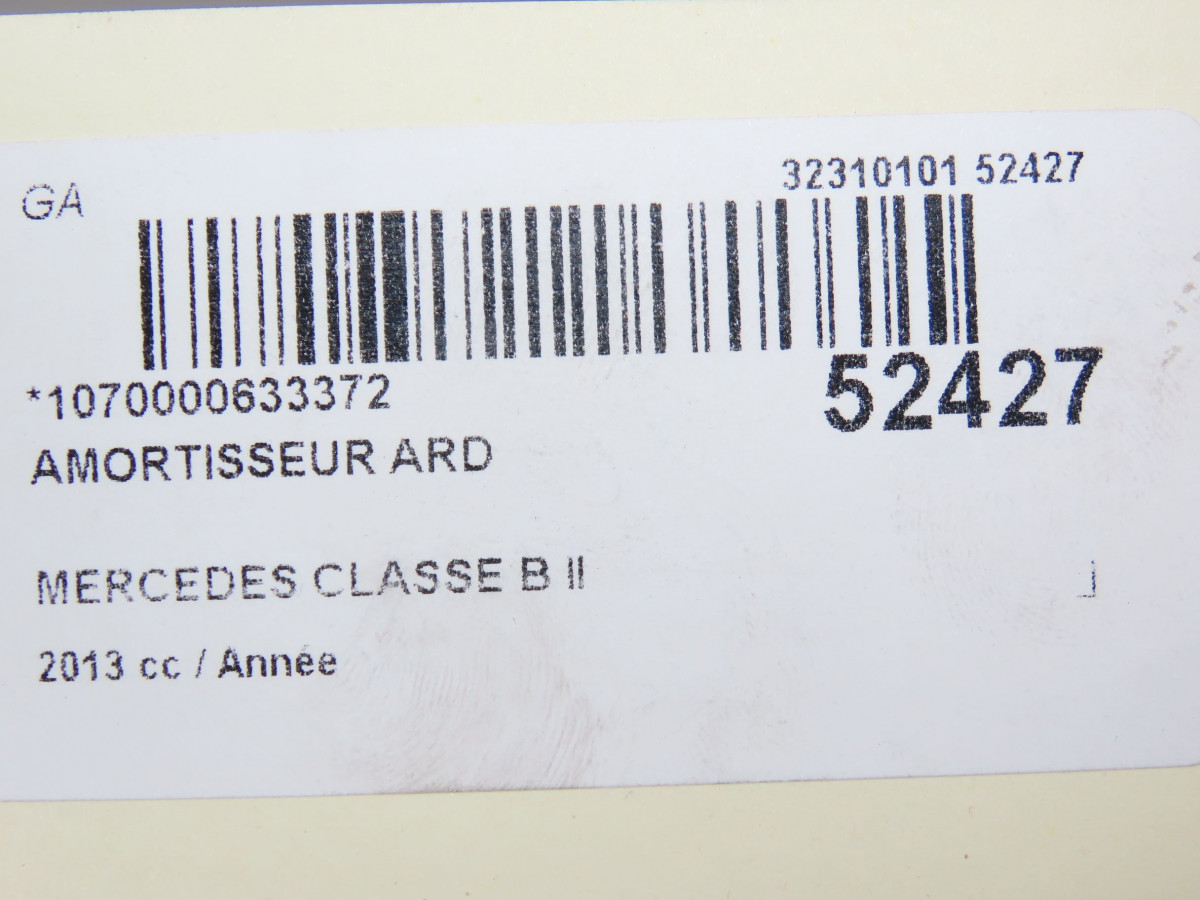 GA
32310101 52427
*1070000633372
52427
AMORTISSEUR ARD
MERCEDES CLASSE B II
2013 cc / Année